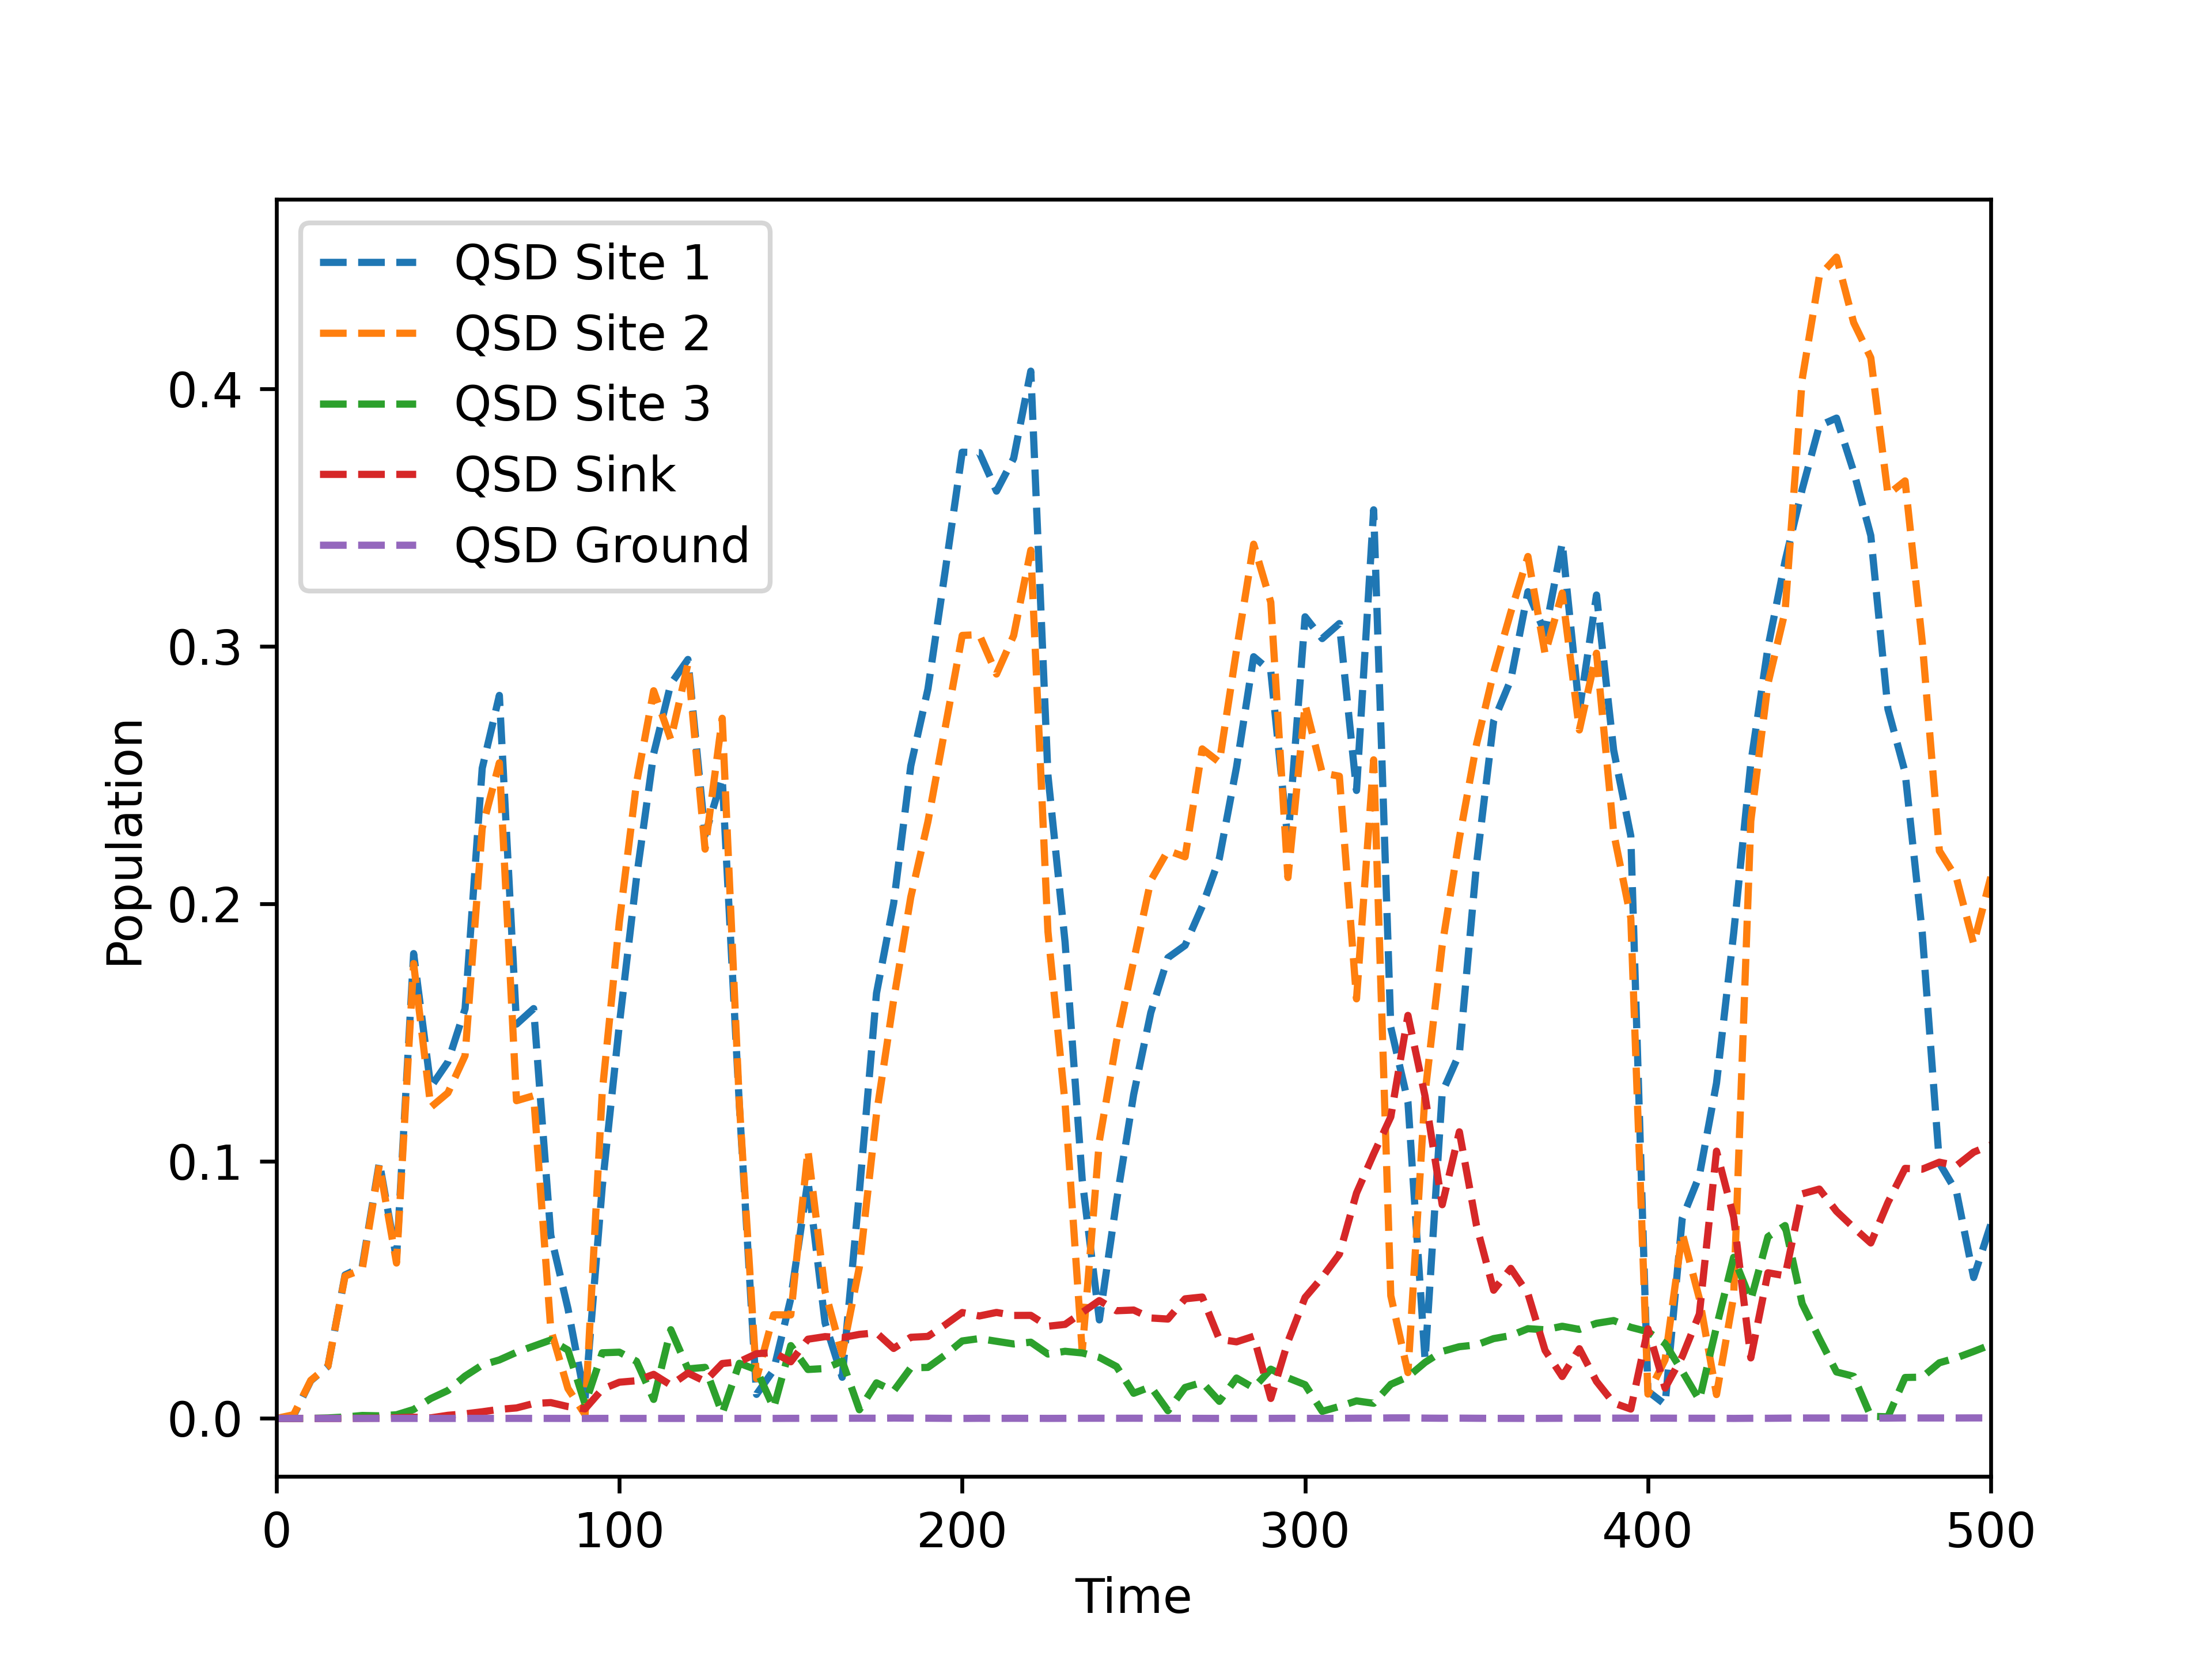 QSD Site 1
QSD Site 2
QSD Site 3
QSD Sink
QSD Ground
Population
0.4
0.3
0.2
0.1
0.0
0 100 200 300 400 500
Time